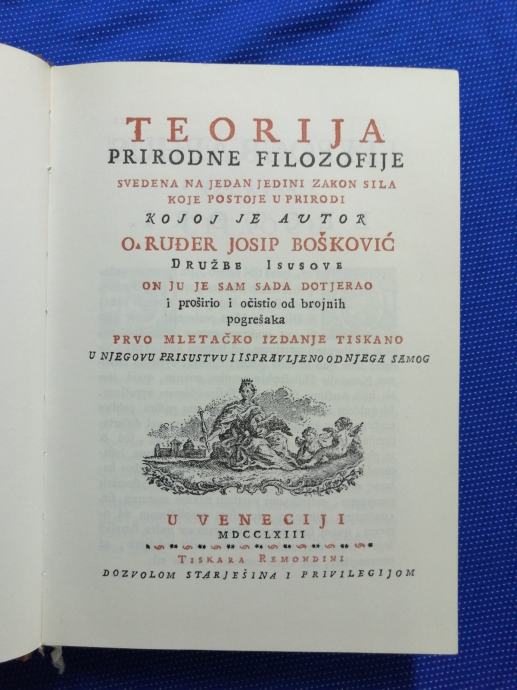 TEORIJA
PRIRODNE FILOZOFIJE
SVEDENA NA JEDAN JEDINI ZAKON SILA
KOJE POSTOJE U PRIRODI
KOJOJ JE AUTOR
O. RUĐER JOSIP BOŠKOVIĆ
DRUŽBE ISUSOVE
ON JU JE SAM SADA DOTJERAO
i proširio i očistio od brojnih
pogrešaka
PRVO MLETAČKO IZDANJE TISKANO
U NJEGOVU PRISUSTVU I ISPRAVLJENO OD NJEGA SAMOG
U VENECIJI
MDCCLXIII
TISKARA REMONDINI
DOZVOLOM STARJEŠINA I PRIVILEGIJOM